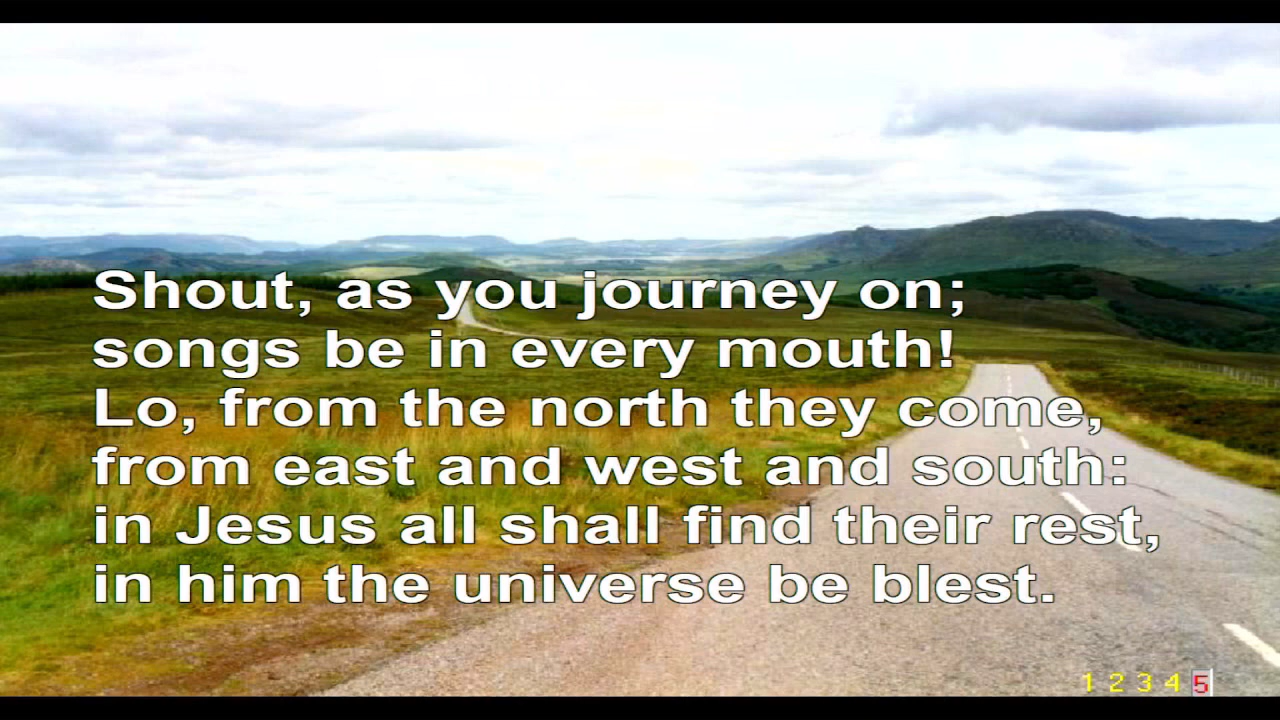 Shout, as you journey on;
songs be in every mouth!
Lo, from the north they come,
from east and west and south:
in Jesus all shall find their rest,
in him the universe be blest.
1 2 3 4 5